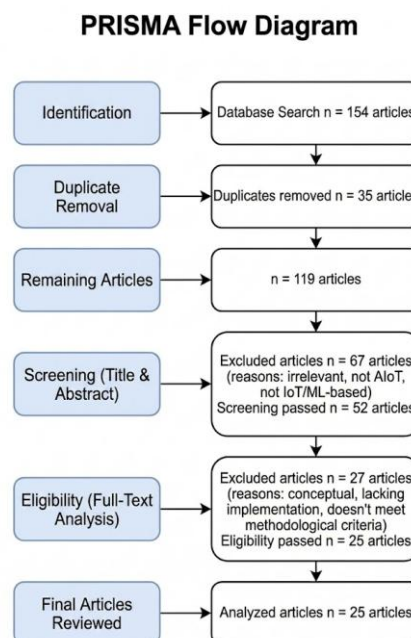 PRISMA Flow Diagram
Identification
Database Search n = 154 articles
Duplicate
Removal
Duplicates removed n = 35 article
Remaining Articles
n = 119 articles
Screening (Title &
Abstract)
Excluded articles n = 67 articles
(reasons: irrelevant, not AIoT,
not IoT/ML-based)
Screening passed n = 52 articles
Eligibility (Full-Text
Analysis)
Excluded articles n = 27 articles
(reasons: conceptual, lacking
implementation, doesn't meet
methodological criteria)
Eligibility passed n = 25 articles
Final Articles
Reviewed
Analyzed articles n = 25 articles